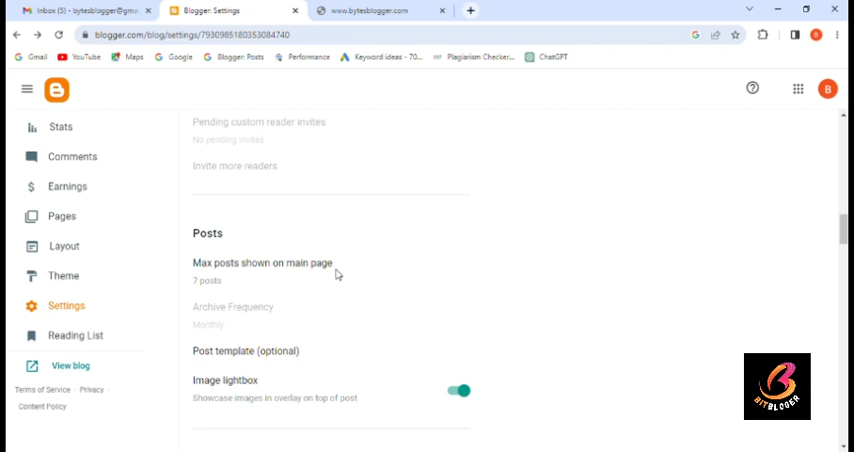 Inbox (5) - bytesblogger@gma
Blogger: Settings
www.bytesblogger.com
blogger.com/blog/settings/7930985180353084740
Gmail
YouTube
Maps
Google
Blogger: Posts
Performance
Keyword ideas - 70...
Plagiarism Checker...
ChatGPT
B
Stats
Comments
Earnings
Pages
Layout
Theme
Settings
Reading List
View blog
Terms of Service · Privacy ·
Content Policy
Pending custom reader invites
No pending invites
Invite more readers
Posts
Max posts shown on main page
7 posts
Archive Frequency
Monthly
Post template (optional)
Image lightbox
Showcase images in overlay on top of post
BITBLOGER